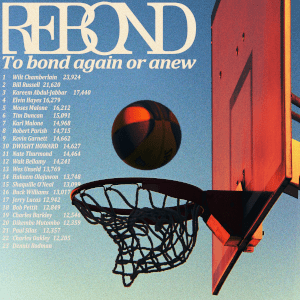 REBOND
To bond again or anew
1 Wilt Chamberlain 23,924
2 Bill Russell 21,620
3 Kareem Abdul-Jabbar 17,440
4 Elvin Hayes 16,279
5 Moses Malone 16,212
6 Tim Duncan 15,091
7 Karl Malone 14,968
8 Robert Parish 14,715
9 Kevin Garnett 14,662
10 DWIGHT HOWARD 14,627
11 Nate Thurmond 14,464
12 Walt Bellamy 14,241
13 Wes Unseld 13,769
14 Hakeem Olajuwon 13,748
15 Shaquille O'Neal 13,099
16 Buck Williams 13,017
17 Jerry Lucas 12,942
18 Bob Pettit 12,849
19 Charles Barkley 12,546
20 Dikembe Mutombo 12,359
21 Paul Silas 12,357
22 Charles Oakley 12,205
23 Dennis Rodman